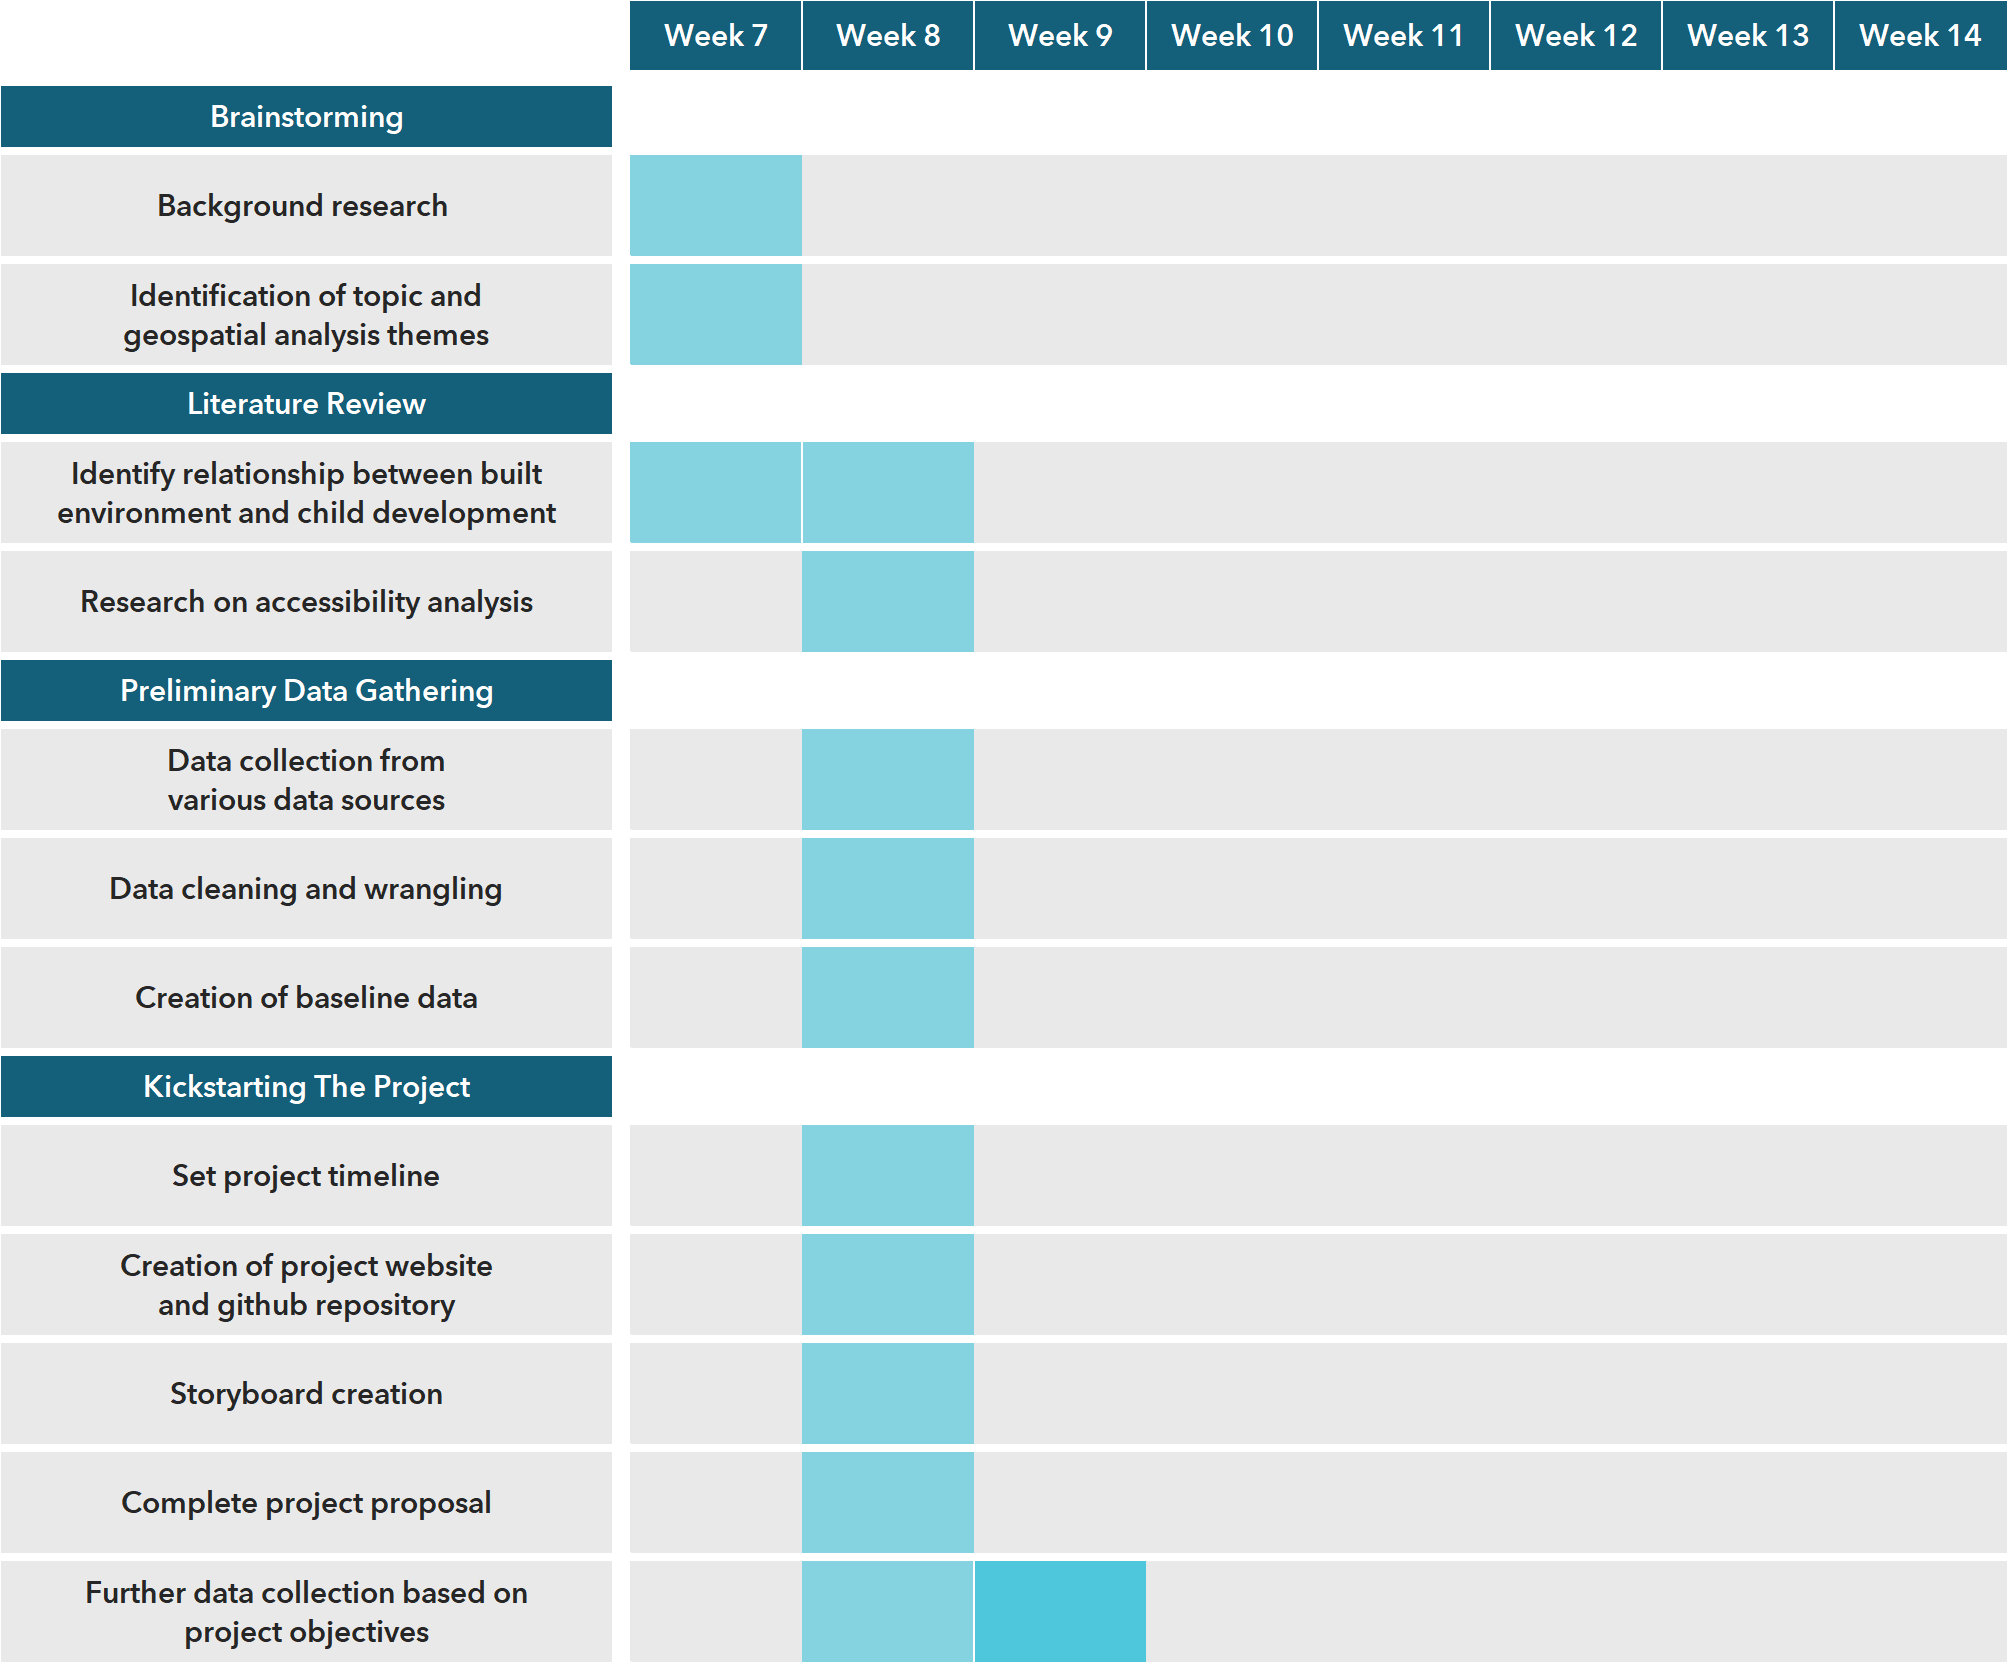 Week 7 Week 8 Week 9 Week 10 Week 11 Week 12 Week 13 Week 14
Brainstorming
Background research
Identification of topic and
geospatial analysis themes
Literature Review
Identify relationship between built
environment and child development
Research on accessibility analysis
Preliminary Data Gathering
Data collection from
various data sources
Data cleaning and wrangling
Creation of baseline data
Kickstarting The Project
Set project timeline
Creation of project website
and github repository
Storyboard creation
Complete project proposal
Further data collection based on
project objectives